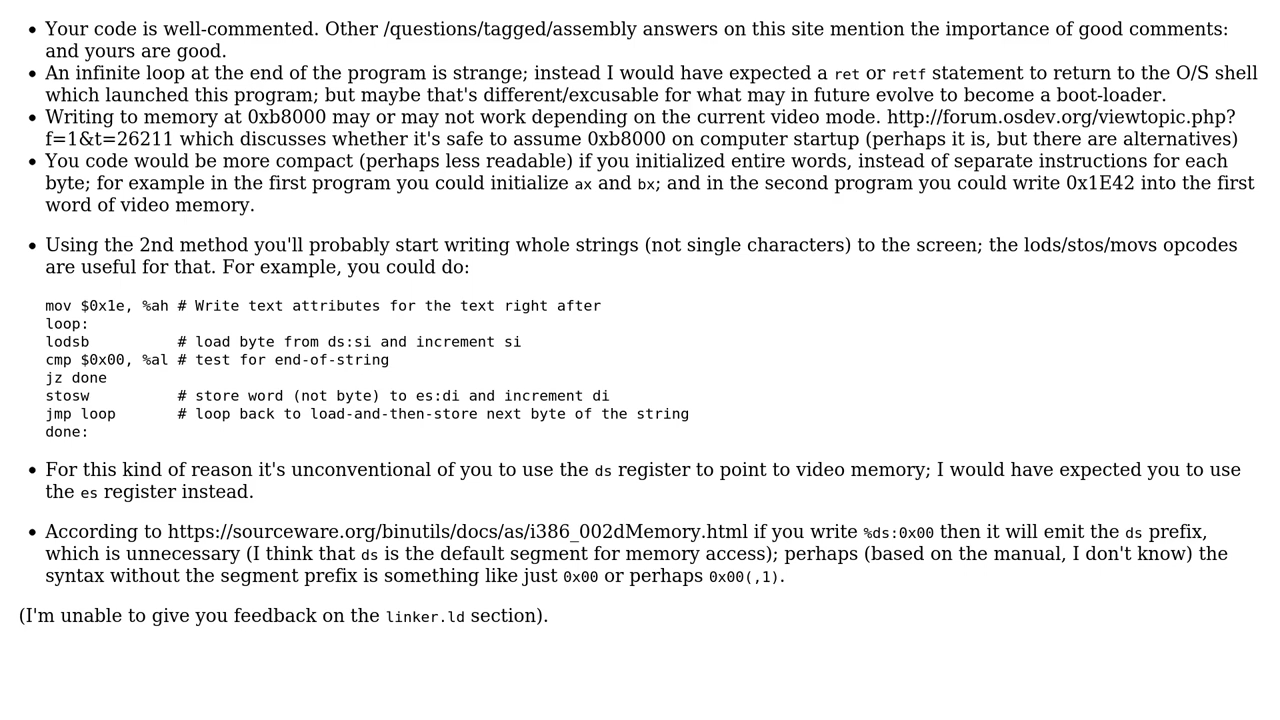 • Your code is well-commented. Other /questions/tagged/assembly answers on this site mention the importance of good comments:
and yours are good.
• An infinite loop at the end of the program is strange; instead I would have expected a ret or retf statement to return to the O/S shell
which launched this program; but maybe that's different/excusable for what may in future evolve to become a boot-loader.
• Writing to memory at 0xb8000 may or may not work depending on the current video mode. http://forum.osdev.org/viewtopic.php?
f=1&t=26211 which discusses whether it's safe to assume 0xb8000 on computer startup (perhaps it is, but there are alternatives)
• You code would be more compact (perhaps less readable) if you initialized entire words, instead of separate instructions for each
byte; for example in the first program you could initialize ax and bx; and in the second program you could write 0x1E42 into the first
word of video memory.
• Using the 2nd method you'll probably start writing whole strings (not single characters) to the screen; the lods/stos/movs opcodes
are useful for that. For example, you could do:
mov $0x1e, %ah # Write text attributes for the text right after
loop:
lodsb          # load byte from ds:si and increment si
cmp $0x00, %al # test for end-of-string
jz done
stosw          # store word (not byte) to es:di and increment di
jmp loop       # loop back to load-and-then-store next byte of the string
done:
• For this kind of reason it's unconventional of you to use the ds register to point to video memory; I would have expected you to use
the es register instead.
• According to https://sourceware.org/binutils/docs/as/i386_002dMemory.html if you write %ds:0x00 then it will emit the ds prefix,
which is unnecessary (I think that ds is the default segment for memory access); perhaps (based on the manual, I don't know) the
syntax without the segment prefix is something like just 0x00 or perhaps 0x00(,1).
(I'm unable to give you feedback on the linker.ld section).